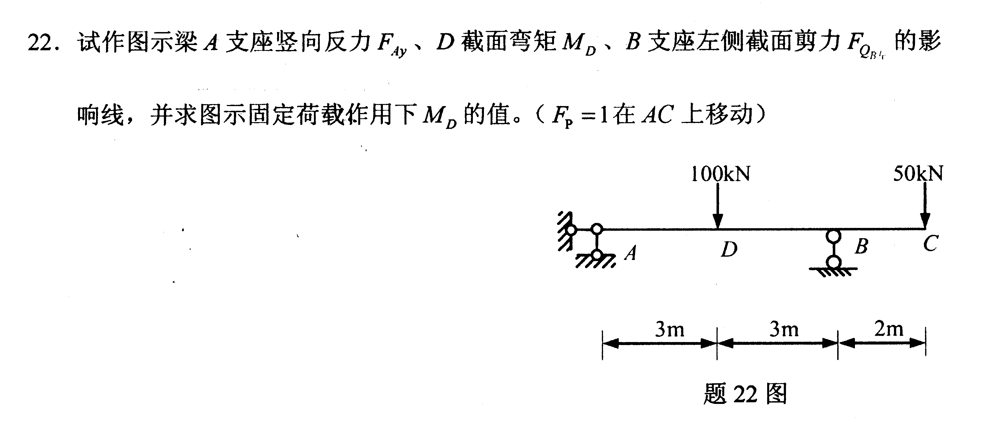 22. 试作图示梁 A 支座竖向反力 F_{Ay}、D 截面弯矩 M_D、B 支座左侧截面剪力 F_{QB左} 的影
响线，并求图示固定荷载作用下 M_D 的值。（F_P =1在 AC 上移动）
100kN 50kN
A D B C
3m 3m 2m
题 22 图